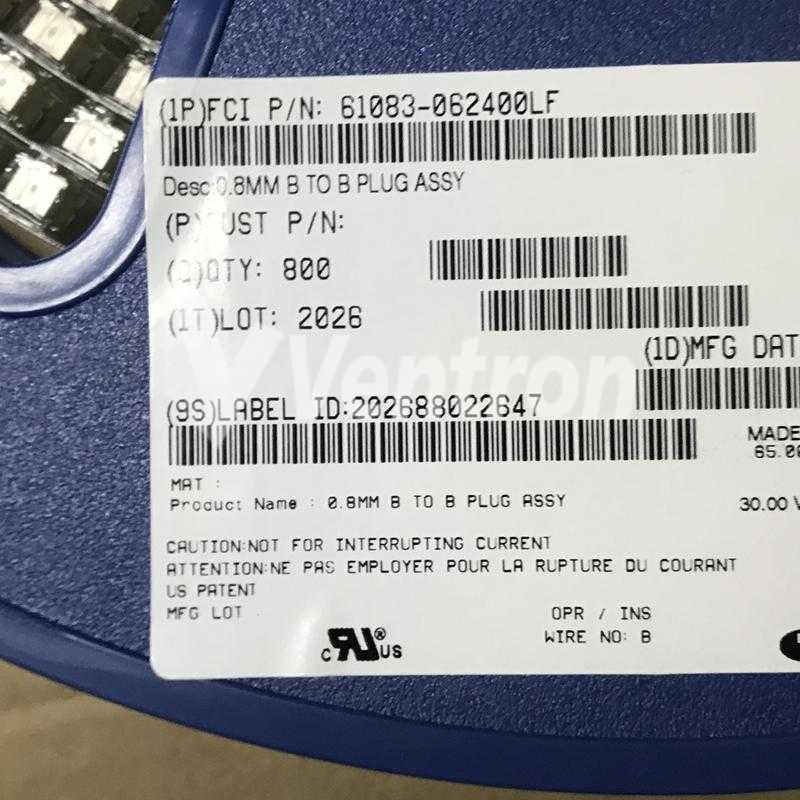 (1P)FCI P/N: 61083-062400LF
Desc:0.8MM B TO B PLUG ASSY
(P) UST P/N:
(Q)QTY: 800
(1T)LOT: 2026
(1D)MFG DAT
Ventron
(9S)LABEL ID:202688022647
MADE
65.00
MAT :
Product Name : 0.8MM B TO B PLUG ASSY
30.00 V
CAUTION:NOT FOR INTERRUPTING CURRENT
ATTENTION:NE PAS EMPLOYER POUR LA RUPTURE DU COURANT
US PATENT
MFG LOT
OPR / INS
WIRE NO: B
c RU® US